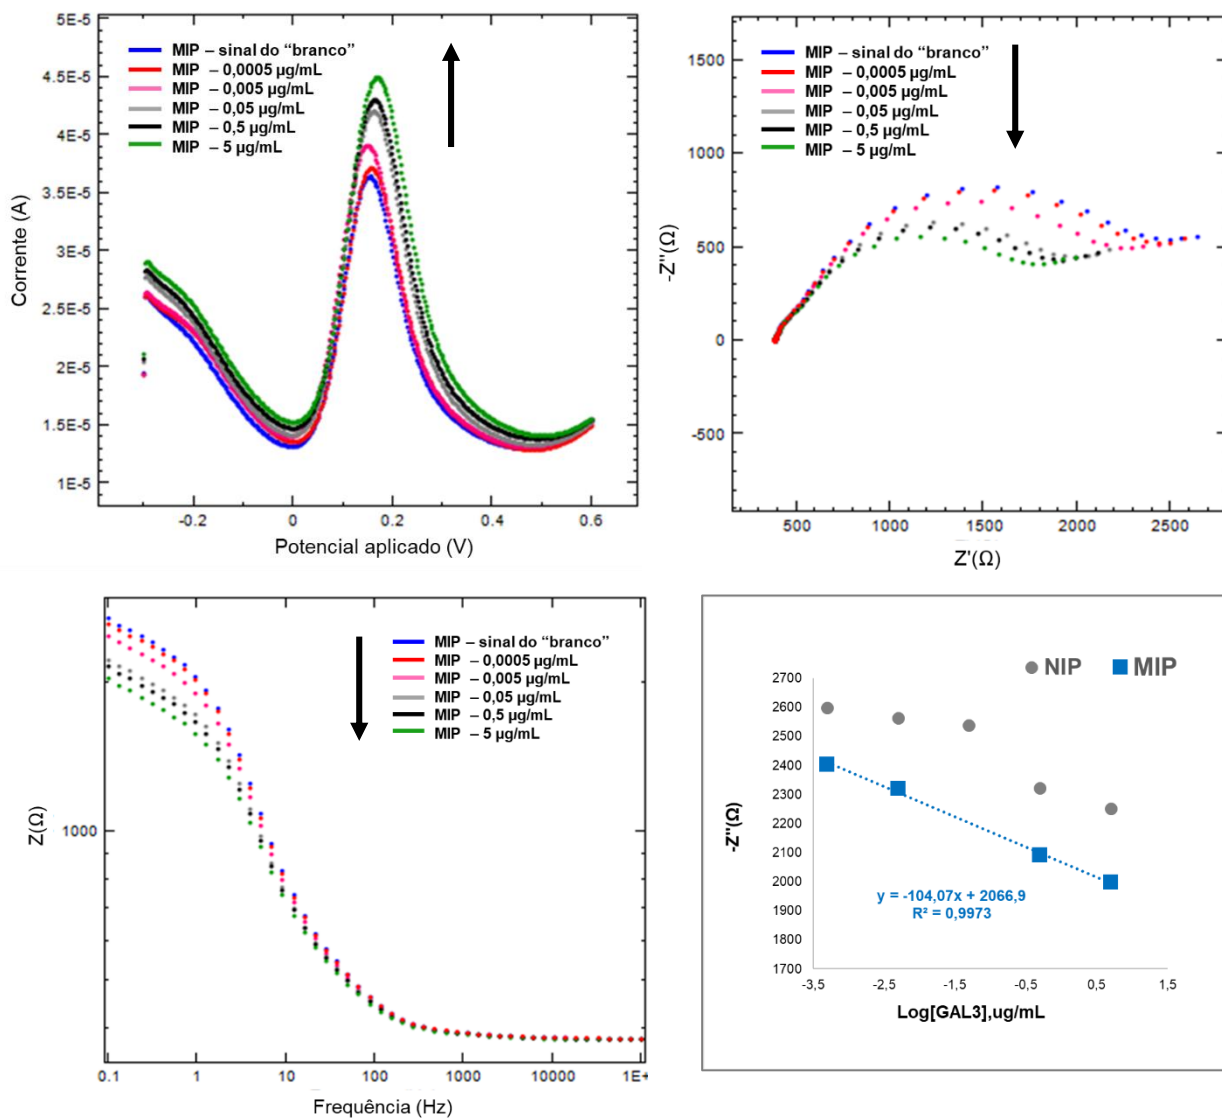 5E-5
4.5E-5
4E-5
3.5E-5
3E-5
2.5E-5
2E-5
1.5E-5
1E-5
Corrente (A)
MIP – sinal do “branco”
MIP – 0,0005 µg/mL
MIP – 0,005 µg/mL
MIP – 0,05 µg/mL
MIP – 0,5 µg/mL
MIP – 5 µg/mL
-0.2 0 0.2 0.4 0.6
Potencial aplicado (V)
1500
1000
500
0
-500
-Z''(Ω)
MIP – sinal do “branco”
MIP – 0,0005 µg/mL
MIP – 0,005 µg/mL
MIP – 0,05 µg/mL
MIP – 0,5 µg/mL
MIP – 5 µg/mL
500 1000 1500 2000 2500
Z'(Ω)
1000
Z(Ω)
MIP – sinal do “branco”
MIP – 0,0005 µg/mL
MIP – 0,005 µg/mL
MIP – 0,05 µg/mL
MIP – 0,5 µg/mL
MIP – 5 µg/mL
0.1 1 10 100 1000 10000 1E+
Frequência (Hz)
NIP MIP
2700
2600
2500
2400
2300
2200
2100
2000
1900
1800
1700
-Z''(Ω)
y = -104,07x + 2066,9
R² = 0,9973
-3,5 -2,5 -1,5 -0,5 0,5 1,5
Log[GAL3],ug/mL